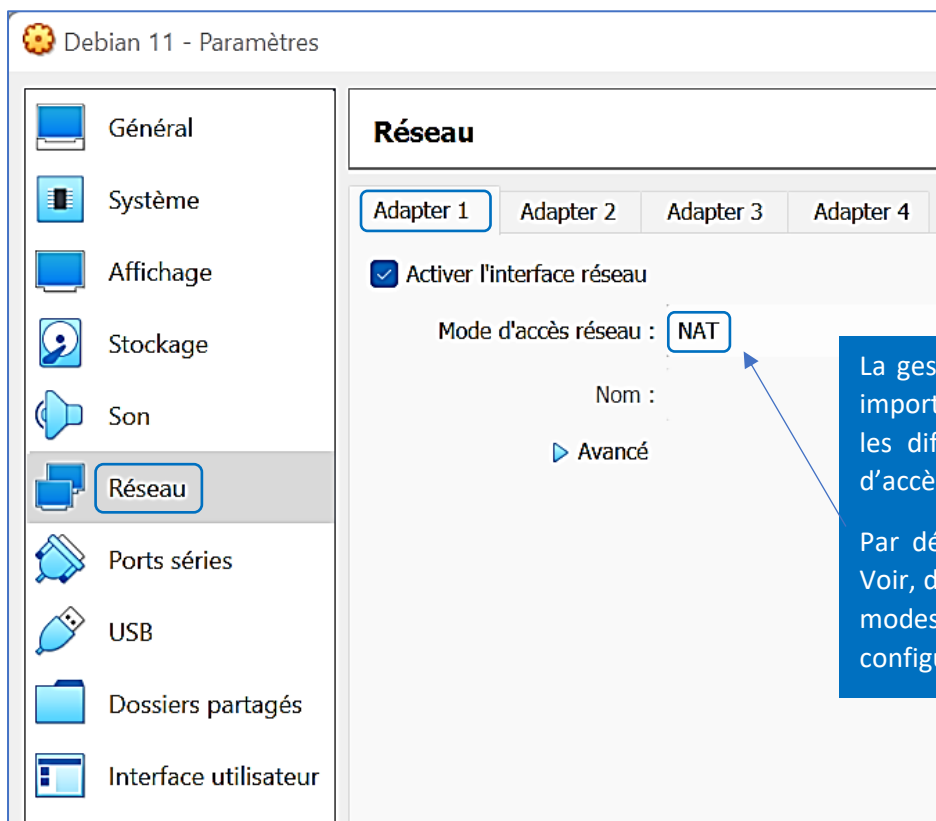 Debian 11 - Paramètres
Général
Système
Affichage
Stockage
Son
Réseau
Ports séries
USB
Dossiers partagés
Interface utilisateur
Réseau
Adapter 1
Adapter 2
Adapter 3
Adapter 4
Activer l'interface réseau
Mode d'accès réseau : NAT
Nom :
Avancé
La ges
import
les dif
d'accè
Par dé
Voir, d
modes
config